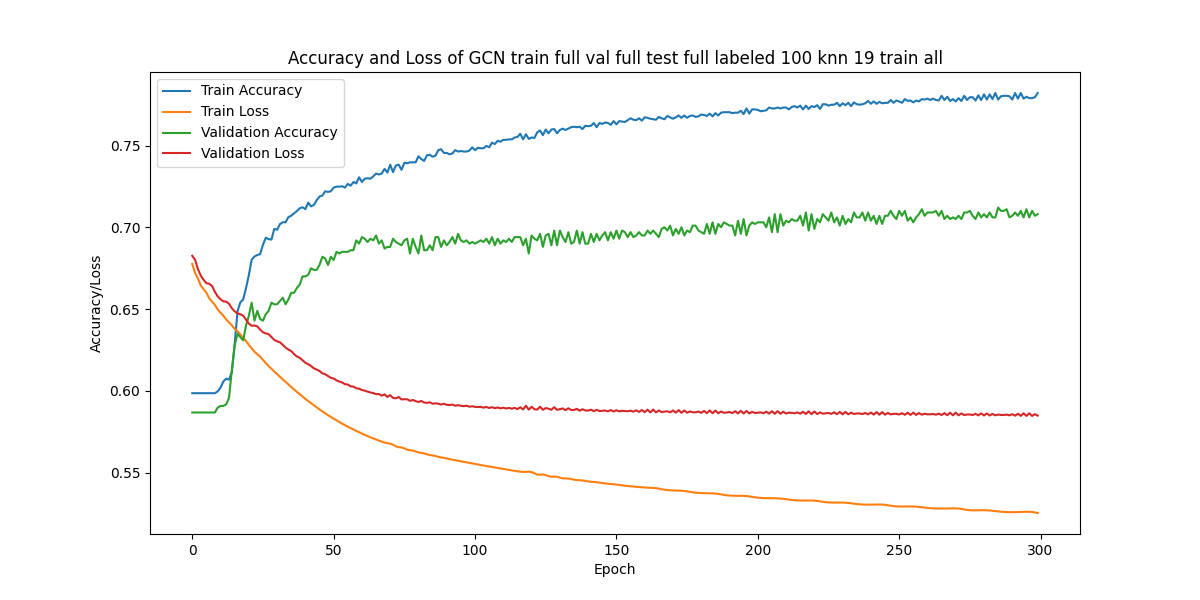 Accuracy and Loss of GCN train full val full test full labeled 100 knn 19 train all
Train Accuracy
Train Loss
Validation Accuracy
Validation Loss
Accuracy/Loss
0.75
0.70
0.65
0.60
0.55
0 50 100 150 200 250 300
Epoch